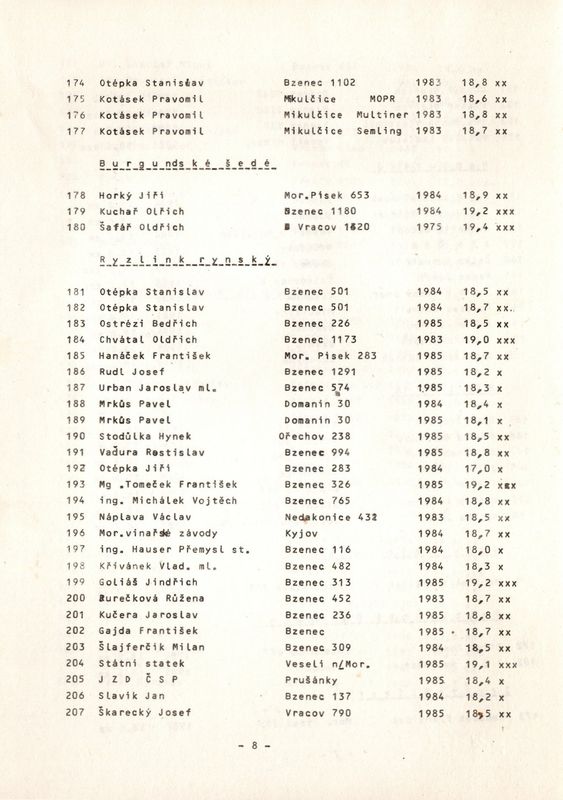 174 Otépka Stanislav Bzenec 1102 1983 18,8 xx
175 Kotásek Pravomil Mikulčice MOPR 1983 18,6 xx
176 Kotásek Pravomil Mikulčice Multiner 1983 18,8 xx
177 Kotásek Pravomil Mikulčice Semling 1983 18,7 xx
Burgundské šedé
178 Horký Jiří Mor.Písek 653 1984 18,9 xx
179 Kuchař Olřich Bzenec 1180 1984 19,2 xxx
180 Šafář Oldřich Vracov 1520 1975 19,4 xxx
Ryzlink rynský
181 Otépka Stanislav Bzenec 501 1984 18,5 xx
182 Otépka Stanislav Bzenec 501 1984 18,7 xx.
183 Ostrézi Bedřich Bzenec 226 1985 18,5 xx
184 Chvátal Oldřich Bzenec 1173 1983 19,0 xxx
185 Hanáček František Mor. Písek 283 1985 18,7 xx
186 Rudl Josef Bzenec 1291 1985 18,2 x
187 Urban Jaroslav ml. Bzenec 574 1985 18,3 x
188 Mrkůs Pavel Domanín 30 1984 18,4 x
189 Mrkůs Pavel Domanín 30 1985 18,1 x
190 Stodůlka Hynek Ořechov 238 1985 18,5 xx
191 Vaďura Rostislav Bzenec 994 1985 18,8 xx
192 Otépka Jiří Bzenec 283 1984 17,0 x
193 Mg .Tomeček František Bzenec 326 1985 19,2 xxx
194 ing. Michálek Vojtěch Bzenec 765 1984 18,8 xx
195 Náplava Václav Nedakonice 432 1983 18,5 xx
196 Mor.vinařské závody Kyjov 1984 18,7 xx
197 ing. Hauser Přemysl st. Bzenec 116 1984 18,0 x
198 Křivánek Vlad. ml. Bzenec 482 1984 18,3 x
199 Goliáš Jindřich Bzenec 313 1985 19,2 xxx
200 Burečková Růžena Bzenec 452 1983 18,7 xx
201 Kučera Jaroslav Bzenec 236 1985 18,8 xx
202 Gajda František Bzenec 1985 18,7 xx
203 Šlajferčik Milan Bzenec 309 1984 18,5 xx
204 Státní statek Veselí n/Mor. 1985 19,1 xxx
205 J Z D Č S P Prušánky 1985 18,4 x
206 Slavík Jan Bzenec 137 1984 18,2 x
207 Škarecký Josef Vracov 790 1985 18,5 xx
- 8 -